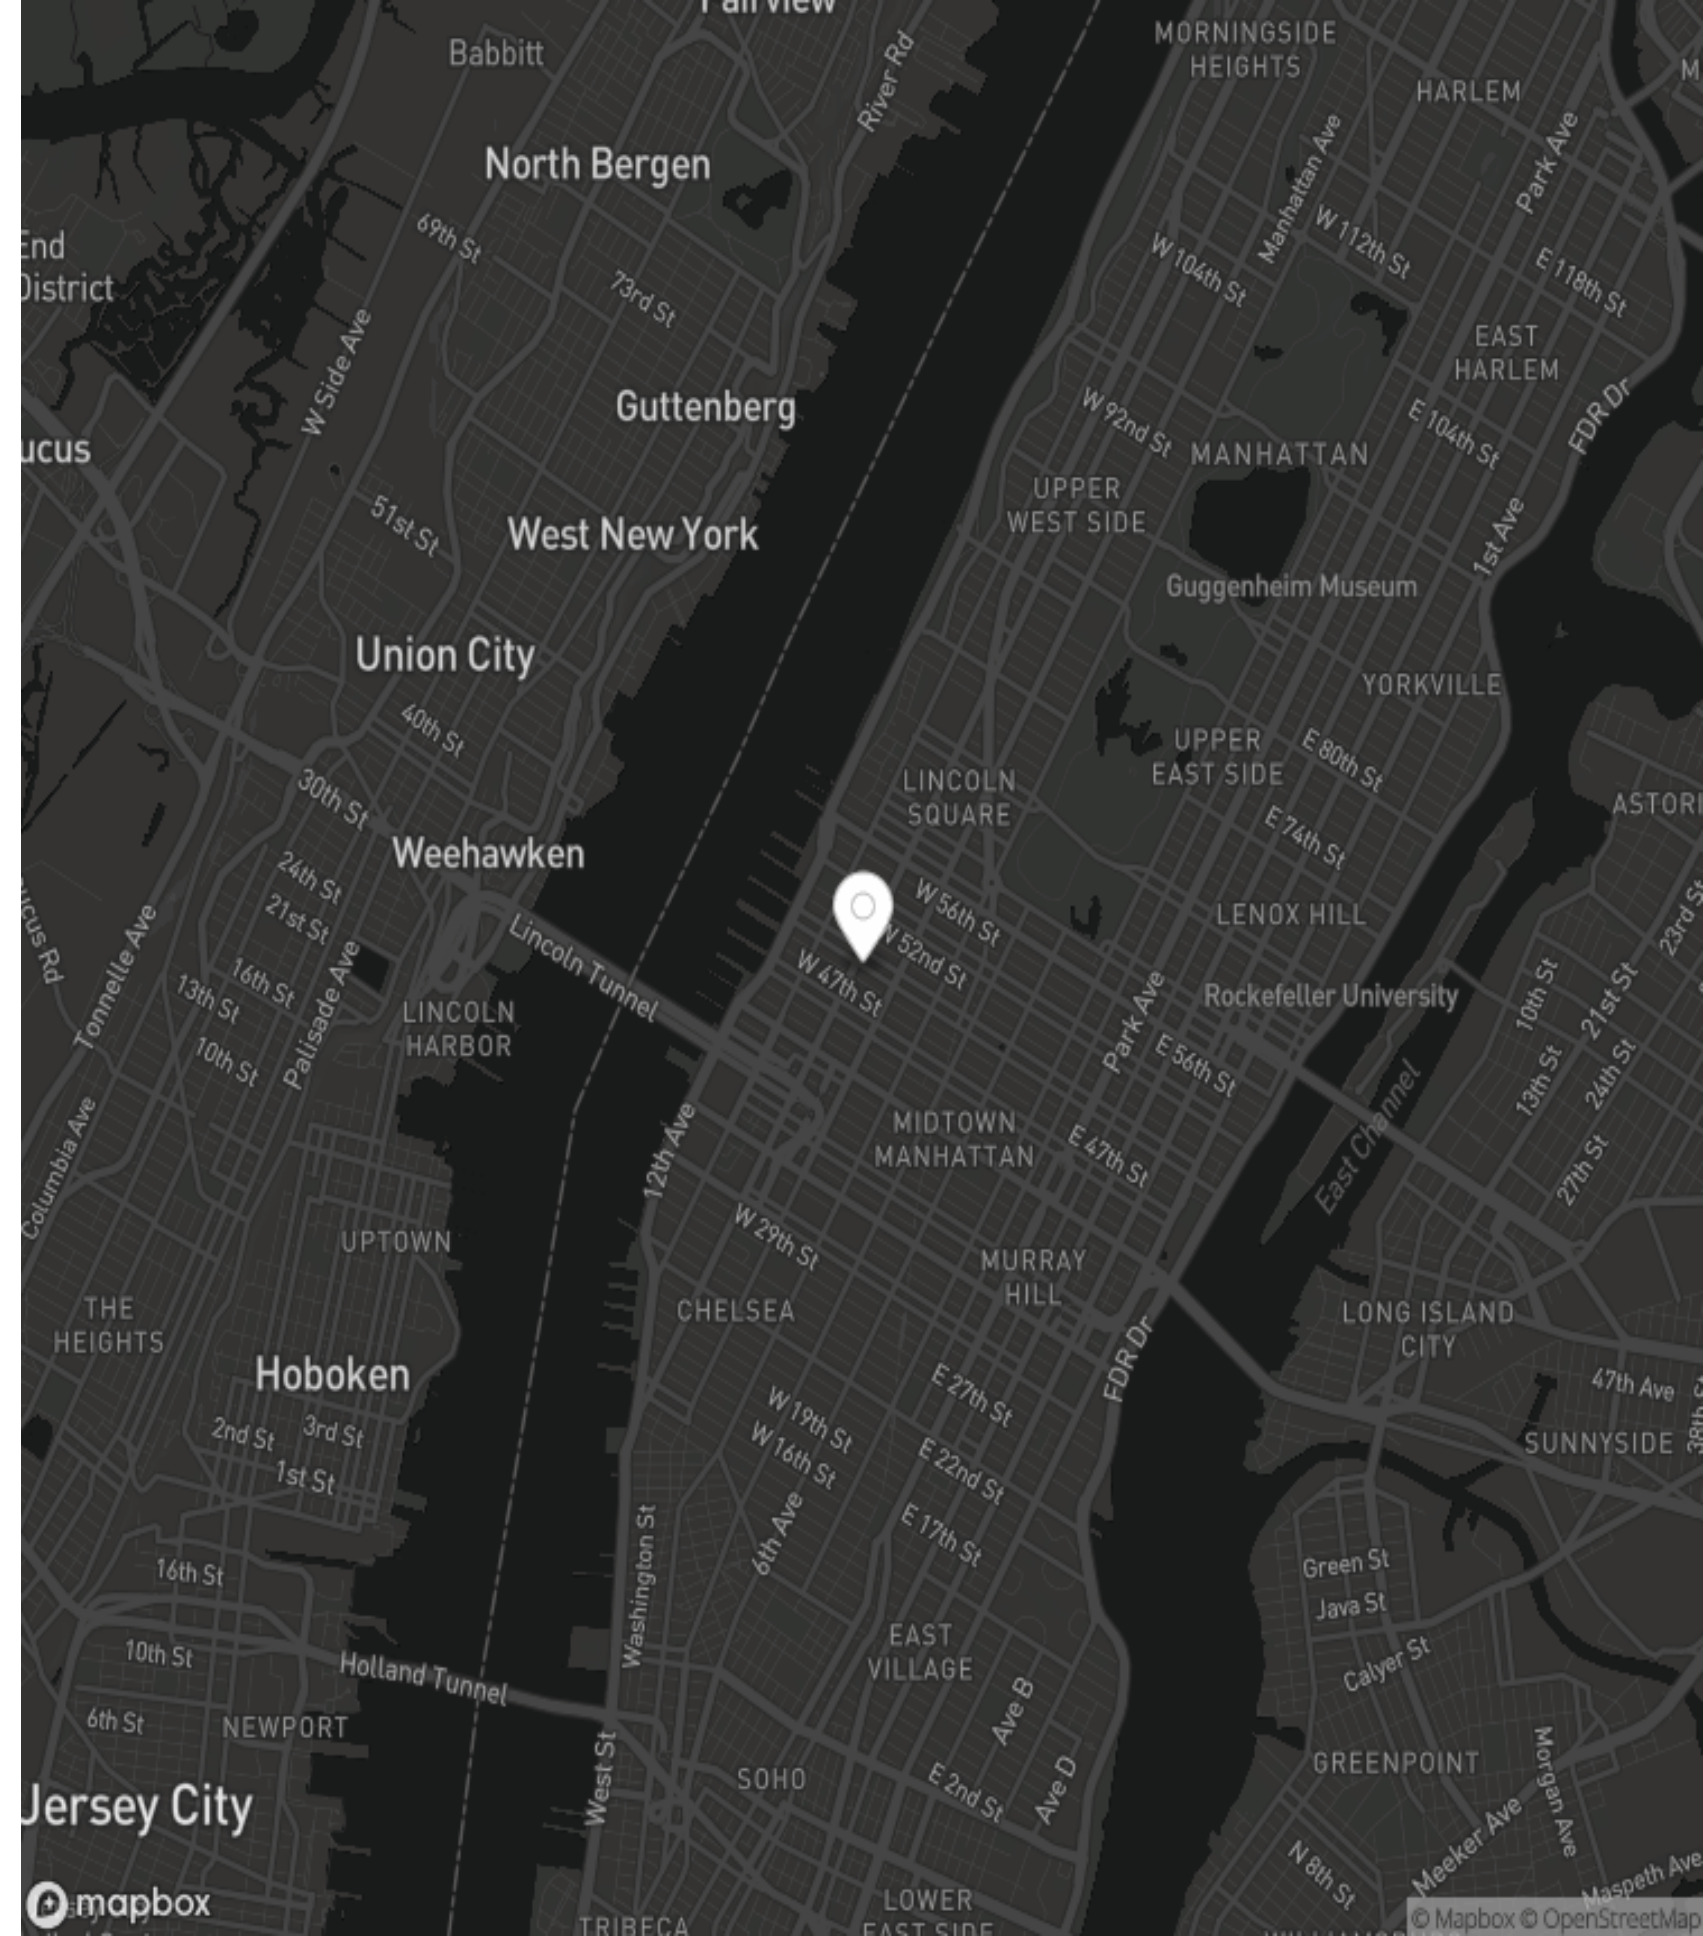 Fairview
Babbitt
River Rd
MORNINGSIDE
HEIGHTS
HARLEM
North Bergen
Manhattan Ave
Park Ave
69th St
W 112th St
W 104th St
End
District
73rd St
E 118th St
W Side Ave
EAST
HARLEM
Guttenberg
W 92nd St
E 104th St
FDR Dr
ucus
MANHATTAN
UPPER
WEST SIDE
51st St
West New York
1st Ave
Guggenheim Museum
Union City
YORKVILLE
40th St
UPPER
EAST SIDE
E 80th St
LINCOLN
SQUARE
30th St
ASTORI
E 74th St
Weehawken
24th St
21st St
W 56th St
LENOX HILL
23rd S
ucus Rd
Tonnelle Ave
Lincoln Tunnel
W 52nd St
W 47th St
16th St
13th St
Palisade Ave
Rockefeller University
10th St
21st St
LINCOLN
HARBOR
Park Ave
10th St
E 56th St
13th St
24th St
East Channel
Columbia Ave
12th Ave
MIDTOWN
MANHATTAN
E 47th St
27th St
UPTOWN
W 29th St
MURRAY
HILL
THE
HEIGHTS
CHELSEA
LONG ISLAND
CITY
Hoboken
FDR Dr
E 27th St
47th Ave
W 19th St
2nd St
3rd St
W 16th St
SUNNYSIDE
38th S
1st St
E 22nd St
6th Ave
E 17th St
16th St
Washington St
Green St
Java St
10th St
Holland Tunnel
EAST
VILLAGE
Calyer St
6th St
NEWPORT
Ave B
West St
SOHO
E 2nd St
Ave D
GREENPOINT
Morgan Ave
Jersey City
Meeker Ave
N 8th St
Maspeth Ave
mapbox
LOWER
EAST SIDE
TRIBECA
© Mapbox © OpenStreetMap